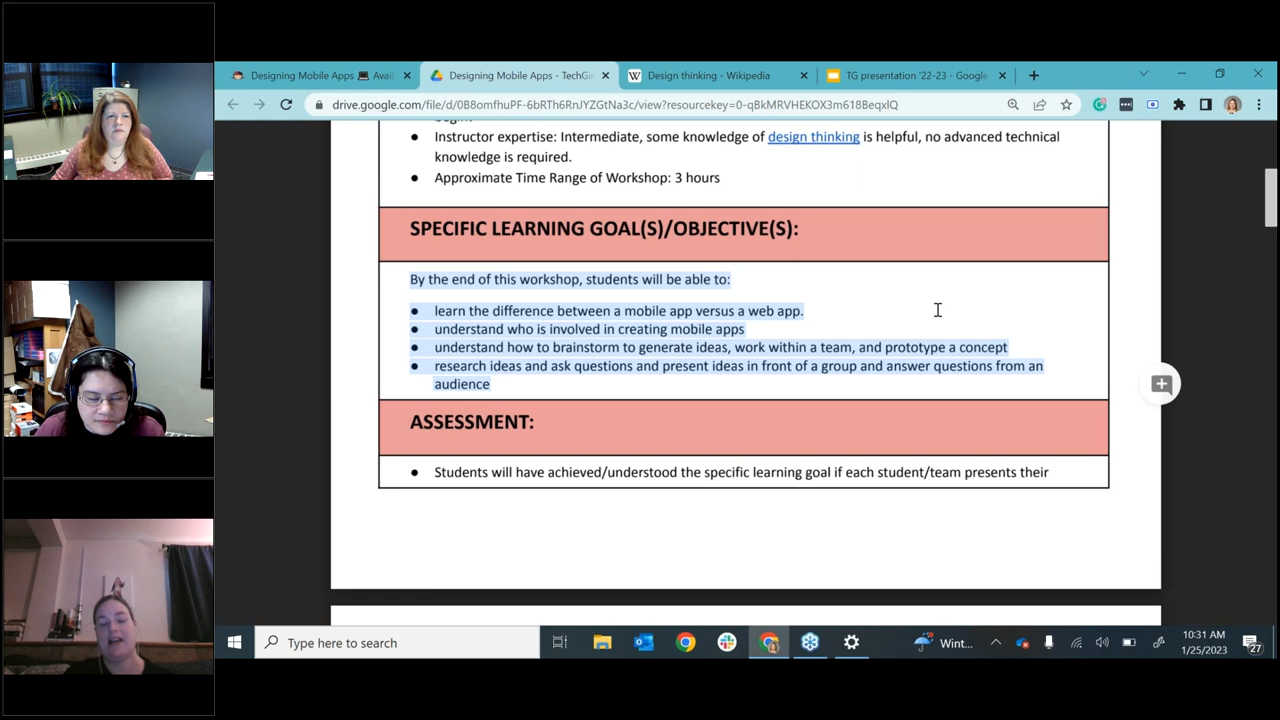 Designing Mobile Apps 💻 Avail
Designing Mobile Apps - TechGir
Design thinking - Wikipedia
TG presentation '22-23 - Google
drive.google.com/file/d/0B8omfhuPF-6bRTh6RnJYZGtNa3c/view?resourcekey=0-qBkMRVHEKOX3m618BeqxlQ
begin.
● Instructor expertise: Intermediate, some knowledge of design thinking is helpful, no advanced technical
knowledge is required.
● Approximate Time Range of Workshop: 3 hours
SPECIFIC LEARNING GOAL(S)/OBJECTIVE(S):
By the end of this workshop, students will be able to:
● learn the difference between a mobile app versus a web app.
● understand who is involved in creating mobile apps
● understand how to brainstorm to generate ideas, work within a team, and prototype a concept
● research ideas and ask questions and present ideas in front of a group and answer questions from an
audience
ASSESSMENT:
● Students will have achieved/understood the specific learning goal if each student/team presents their
Type here to search
Wint...
10:31 AM
1/25/2023
27